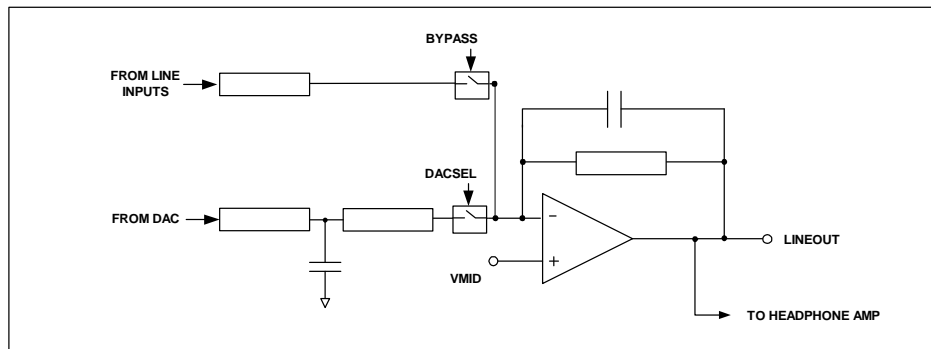 BYPASS
FROM LINE
INPUTS
DACSEL
FROM DAC
−
+
VMID
LINEOUT
TO HEADPHONE AMP